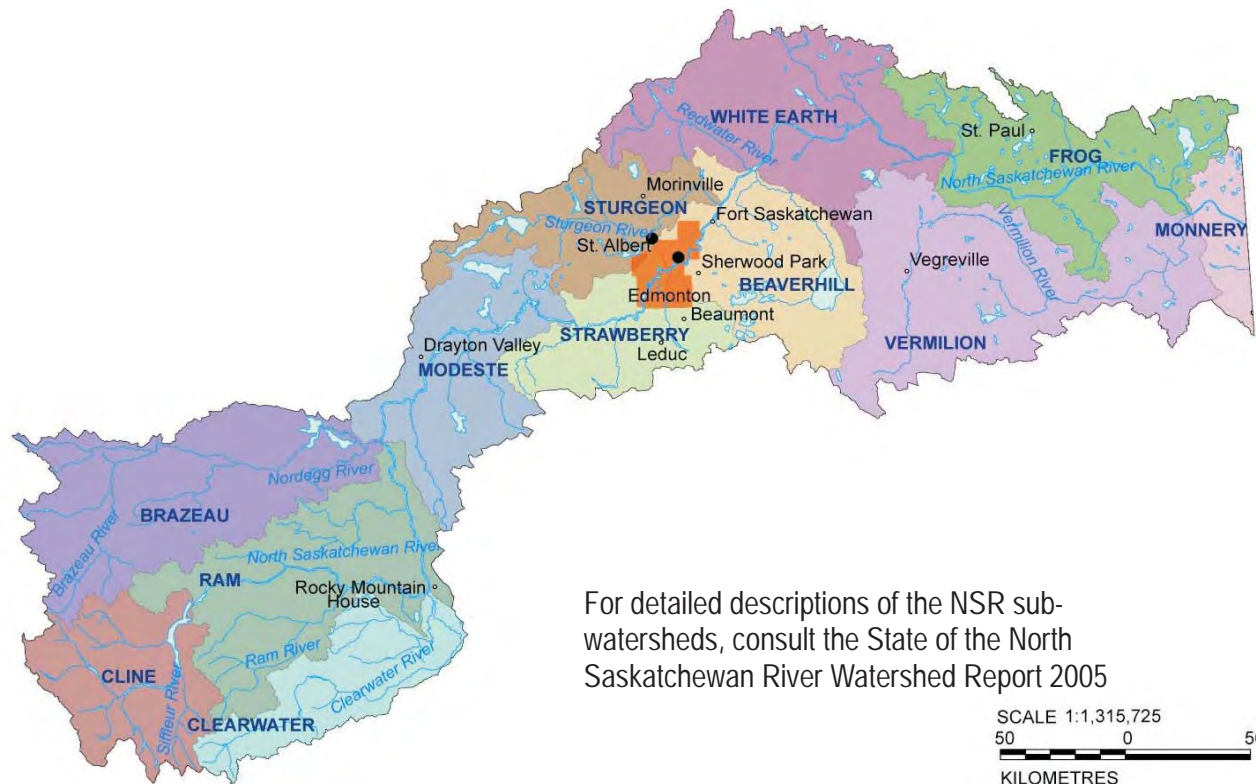 WHITE EARTH
Redwater River
St. Paul
FROG
North Saskatchewan River
Morinville
STURGEON
Sturgeon River
St. Albert
Fort Saskatchewan
MONNERY
Vermilion River
Sherwood Park
Vegreville
BEAVERHILL
Edmonton
Beaumont
STRAWBERRY
Leduc
VERMILION
Drayton Valley
MODESTE
Nordegg River
BRAZEAU
Brazeau River
North Saskatchewan River
RAM
Rocky Mountain
House
Ram River
CLINE
Siffleur River
Clearwater River
CLEARWATER
For detailed descriptions of the NSR sub-
watersheds, consult the State of the North
Saskatchewan River Watershed Report 2005
SCALE 1:1,315,725
50 0 50
KILOMETRES